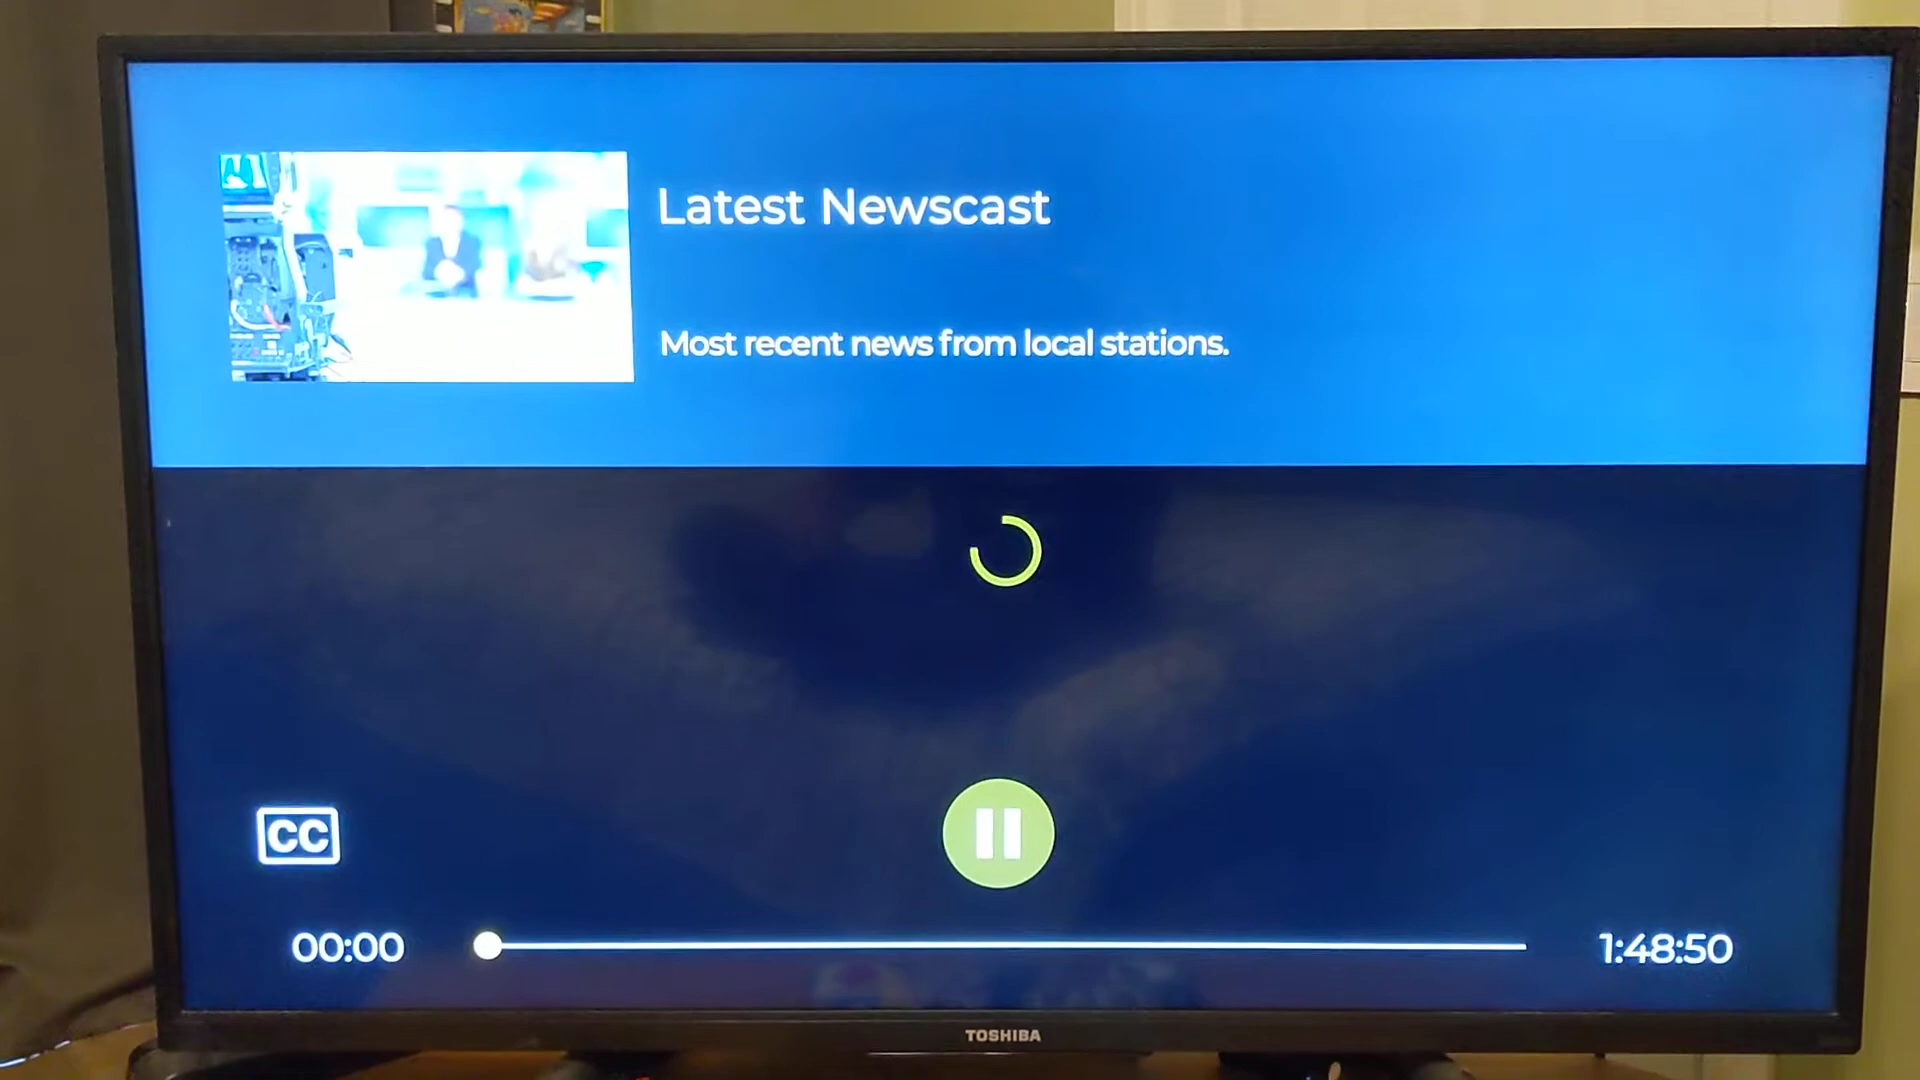 Latest Newscast
Most recent news from local stations.
CC
00:00
1:48:50
TOSHIBA